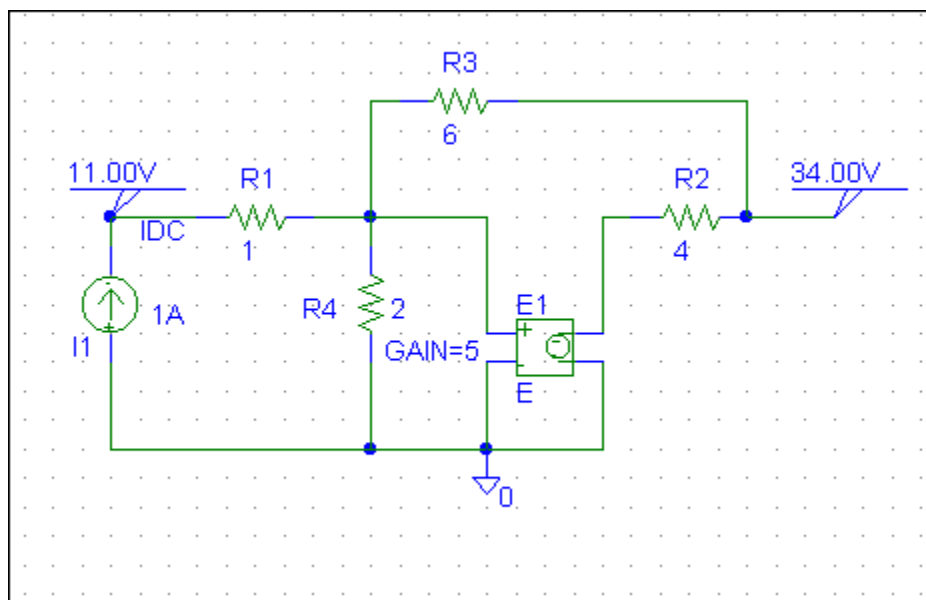 R3
6
11.00V
R1
R2
34.00V
IDC
1
4
1A
R4
2
E1
I1
GAIN=5
+
-
E
0